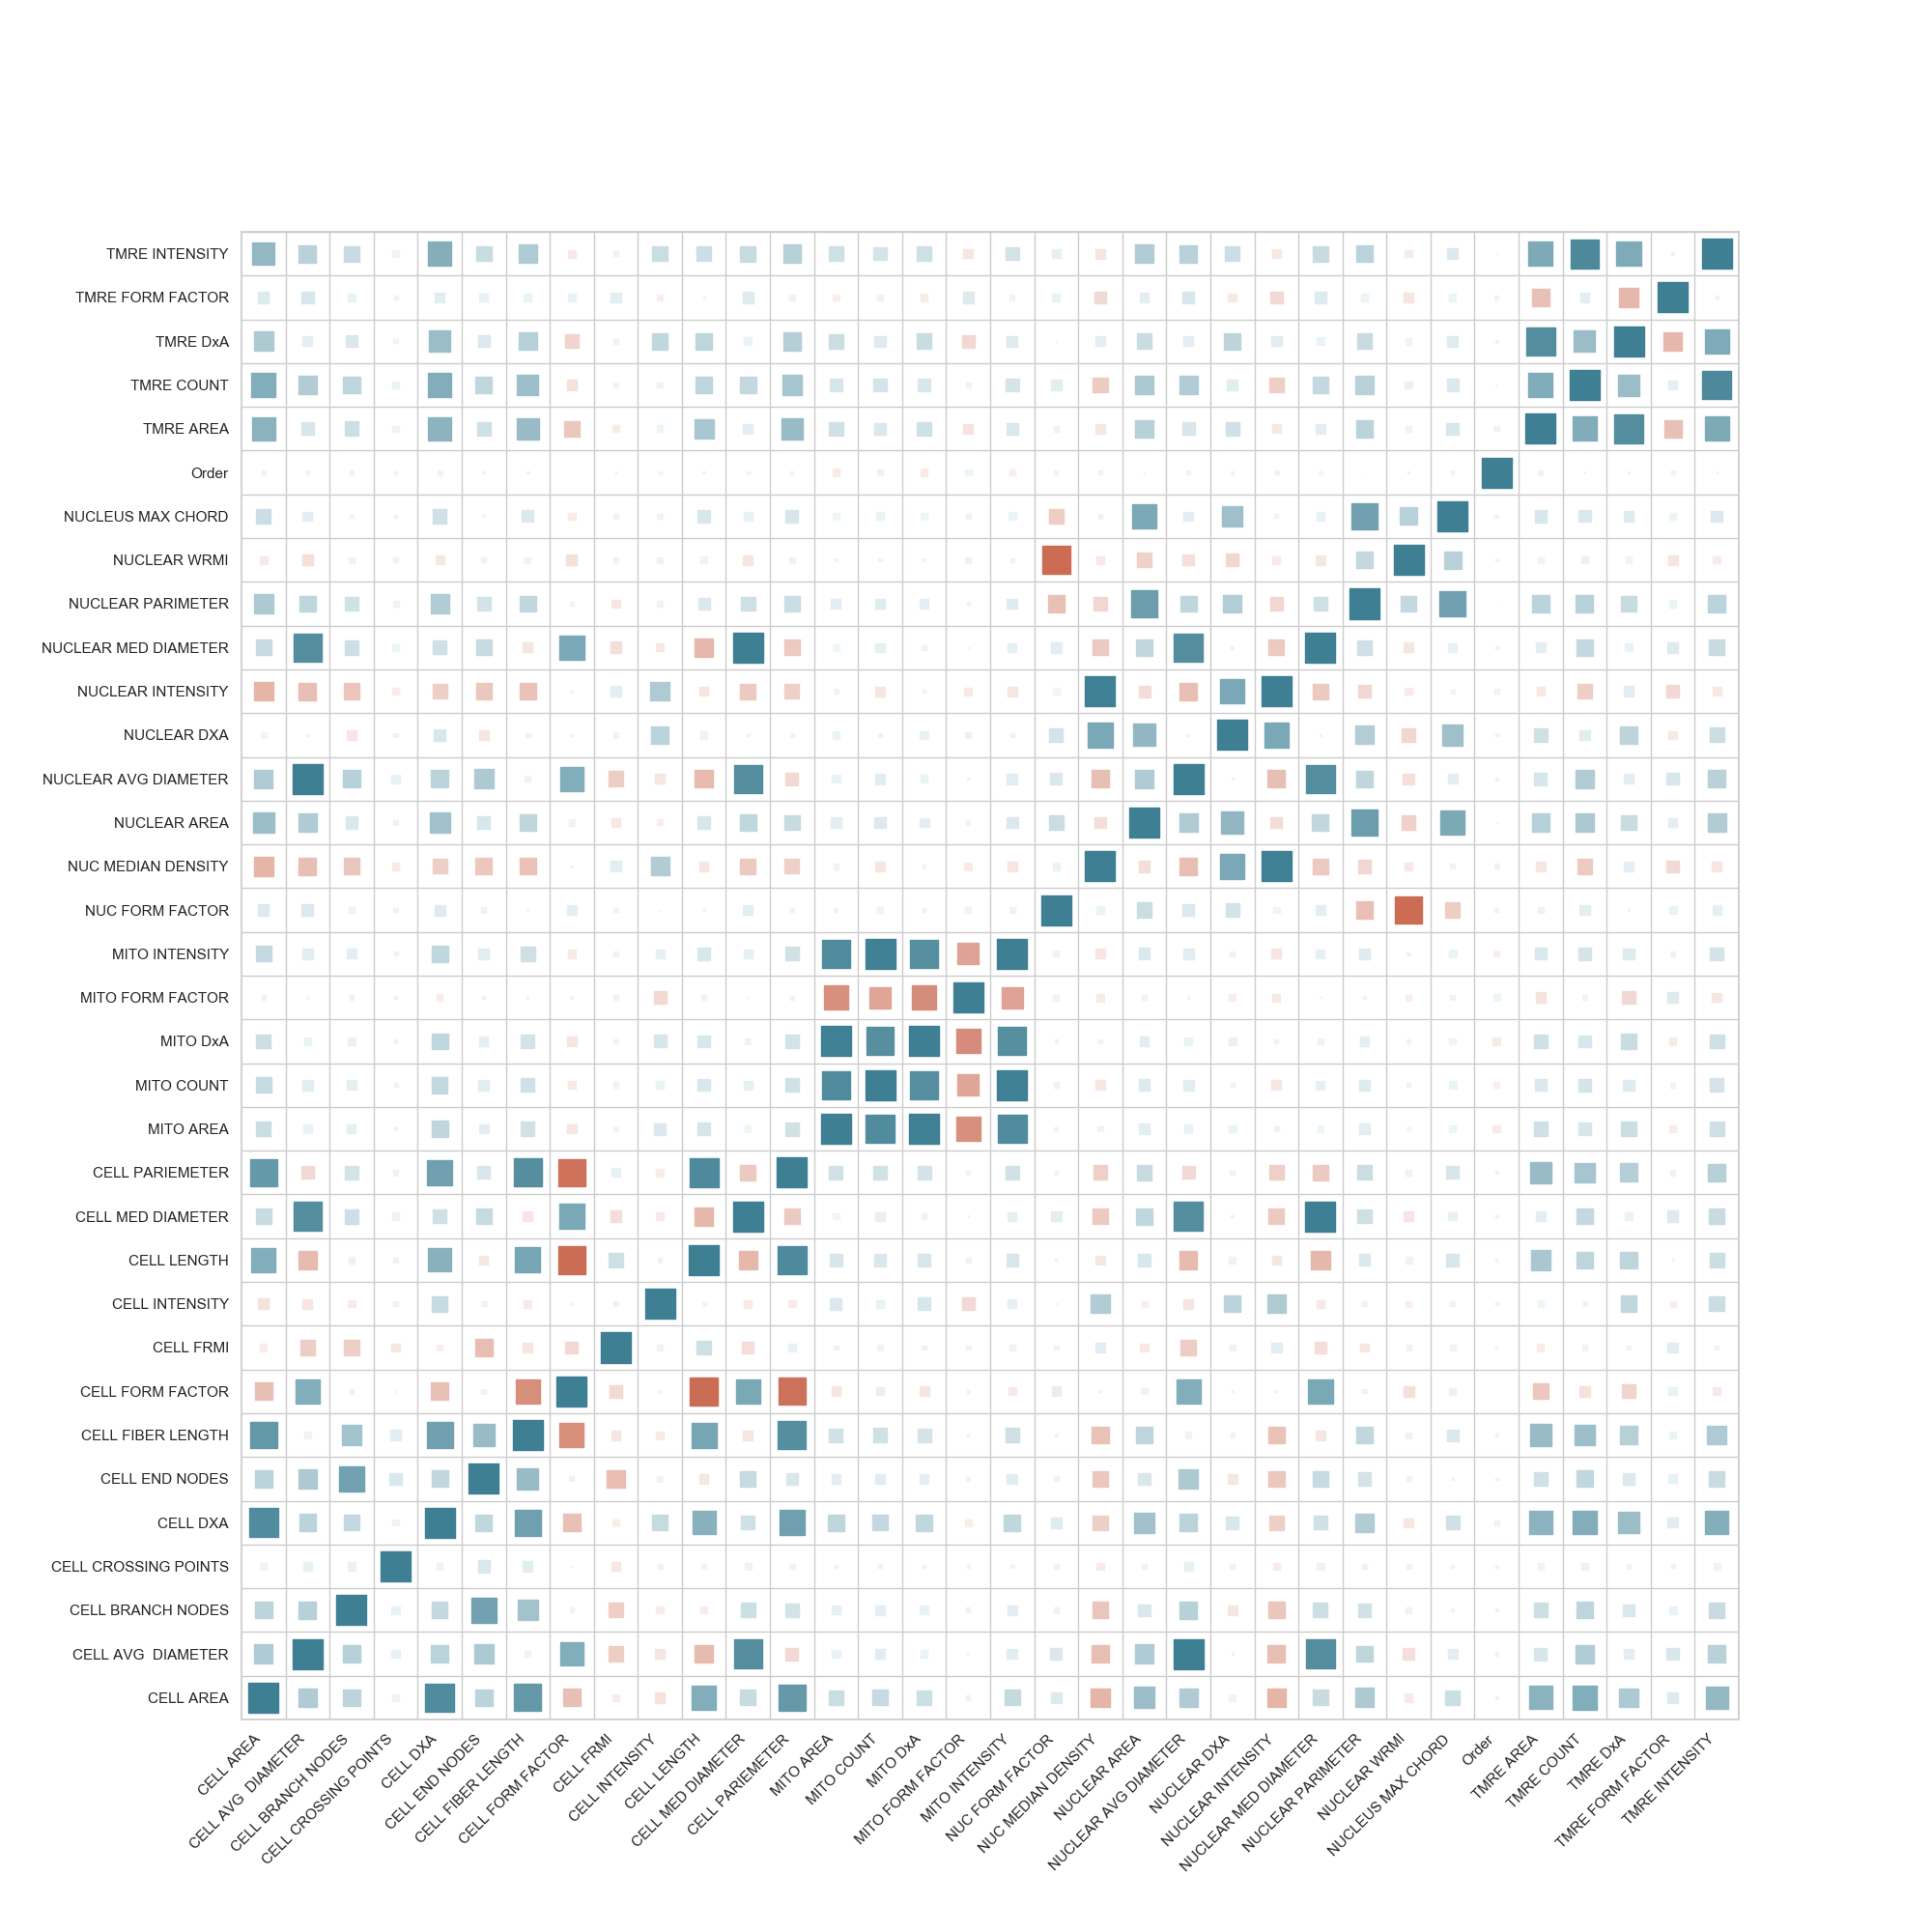 TMRE INTENSITY
TMRE FORM FACTOR
TMRE DxA
TMRE COUNT
TMRE AREA
Order
NUCLEUS MAX CHORD
NUCLEAR WRMI
NUCLEAR PARIMETER
NUCLEAR MED DIAMETER
NUCLEAR INTENSITY
NUCLEAR DXA
NUCLEAR AVG DIAMETER
NUCLEAR AREA
NUC MEDIAN DENSITY
NUC FORM FACTOR
MITO INTENSITY
MITO FORM FACTOR
MITO DxA
MITO COUNT
MITO AREA
CELL PARIEMETER
CELL MED DIAMETER
CELL LENGTH
CELL INTENSITY
CELL FRMI
CELL FORM FACTOR
CELL FIBER LENGTH
CELL END NODES
CELL DXA
CELL CROSSING POINTS
CELL BRANCH NODES
CELL AVG  DIAMETER
CELL AREA
CELL AREA
CELL AVG  DIAMETER
CELL BRANCH NODES
CELL CROSSING POINTS
CELL DXA
CELL END NODES
CELL FIBER LENGTH
CELL FORM FACTOR
CELL FRMI
CELL INTENSITY
CELL LENGTH
CELL MED DIAMETER
CELL PARIEMETER
MITO AREA
MITO COUNT
MITO DxA
MITO FORM FACTOR
MITO INTENSITY
NUC FORM FACTOR
NUC MEDIAN DENSITY
NUCLEAR AREA
NUCLEAR AVG DIAMETER
NUCLEAR DXA
NUCLEAR INTENSITY
NUCLEAR MED DIAMETER
NUCLEAR PARIMETER
NUCLEAR WRMI
NUCLEUS MAX CHORD
Order
TMRE AREA
TMRE COUNT
TMRE DxA
TMRE FORM FACTOR
TMRE INTENSITY